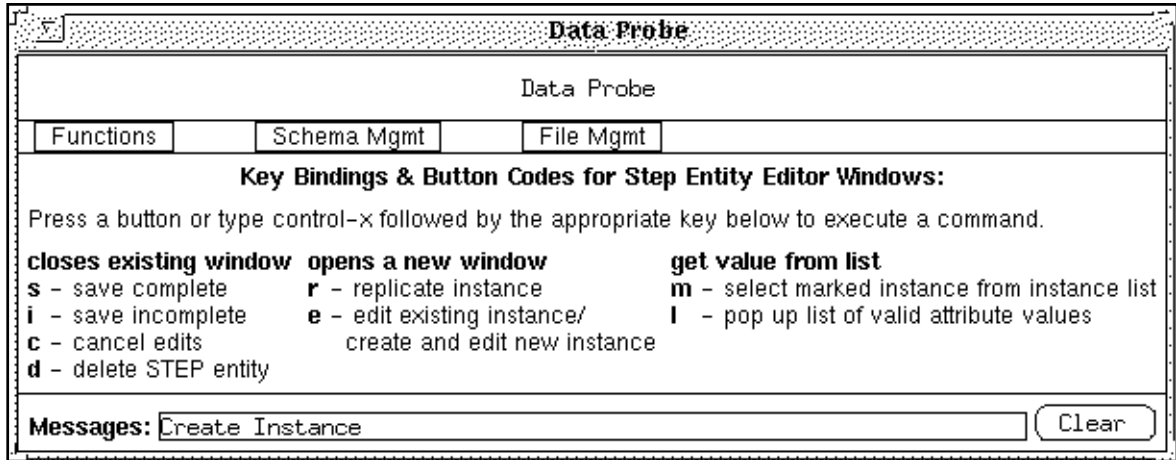 Data Probe
Data Probe
Functions Schema Mgmt File Mgmt
Key Bindings & Button Codes for Step Entity Editor Windows:
Press a button or type control-x followed by the appropriate key below to execute a command.
closes existing window opens a new window get value from list
s - save complete r - replicate instance m - select marked instance from instance list
i - save incomplete e - edit existing instance/ l - pop up list of valid attribute values
c - cancel edits create and edit new instance
d - delete STEP entity
Messages: Create Instance Clear